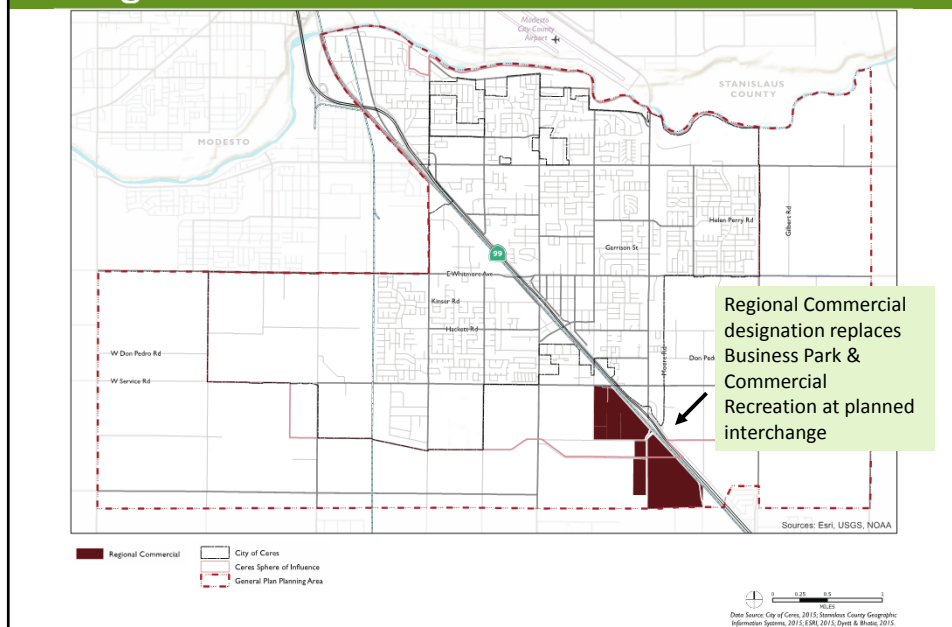 Modesto
City-County
Airport
STANISLAUS
COUNTY
MODESTO
Helen Perry Rd
Gilbert Rd
Garrison St
99
E Whitmore Ave
Kinser Rd
Hackett Rd
Regional Commercial
designation replaces
Business Park &
Commercial
Recreation at planned
interchange
W Don Pedro Rd
Moore Rd
Don Ped
W Service Rd
Sources: Esri, USGS, NOAA
Regional Commercial
City of Ceres
Ceres Sphere of Influence
General Plan Planning Area
0 0.25 0.5 1
MILES
Data Source: City of Ceres, 2015; Stanislaus County Geographic
Information Systems, 2015; ESRI, 2015; Dyett & Bhatia, 2015.